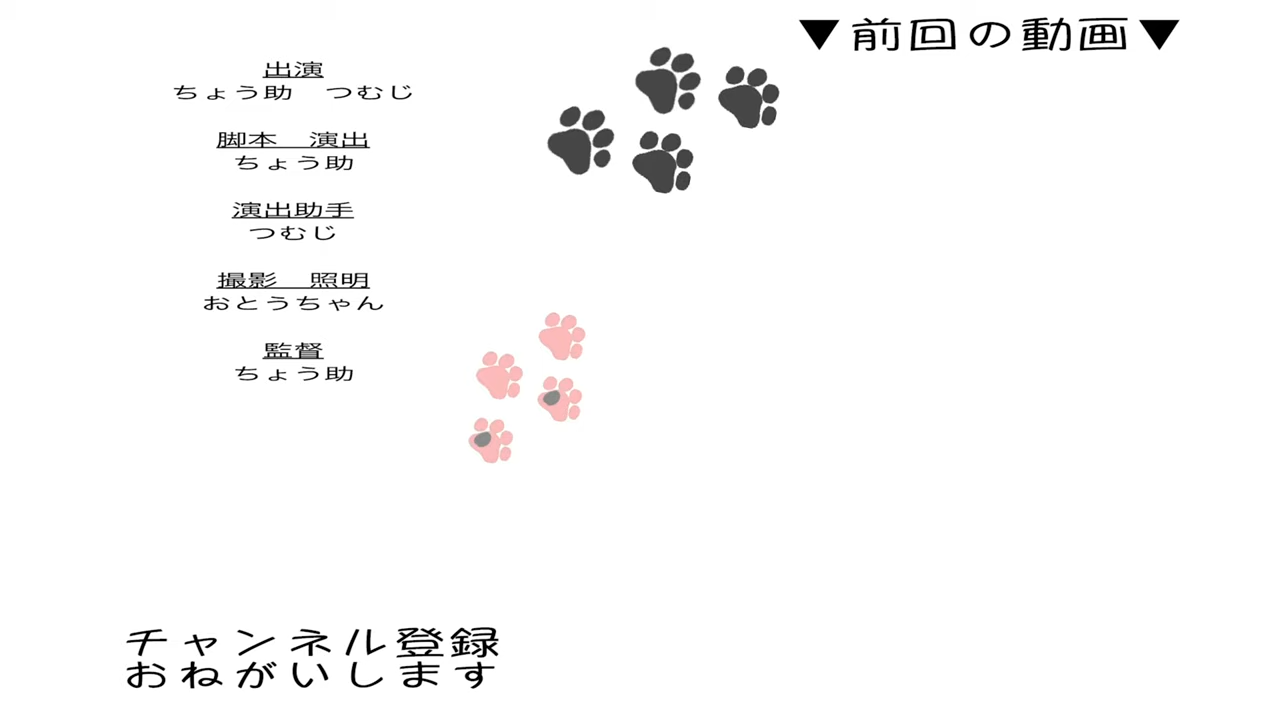 ▼前回の動画▼
出演
ちょう助　つむじ
脚本　演出
ちょう助
演出助手
つむじ
撮影　照明
おとうちゃん
監督
ちょう助
チャンネル登録
おねがいします